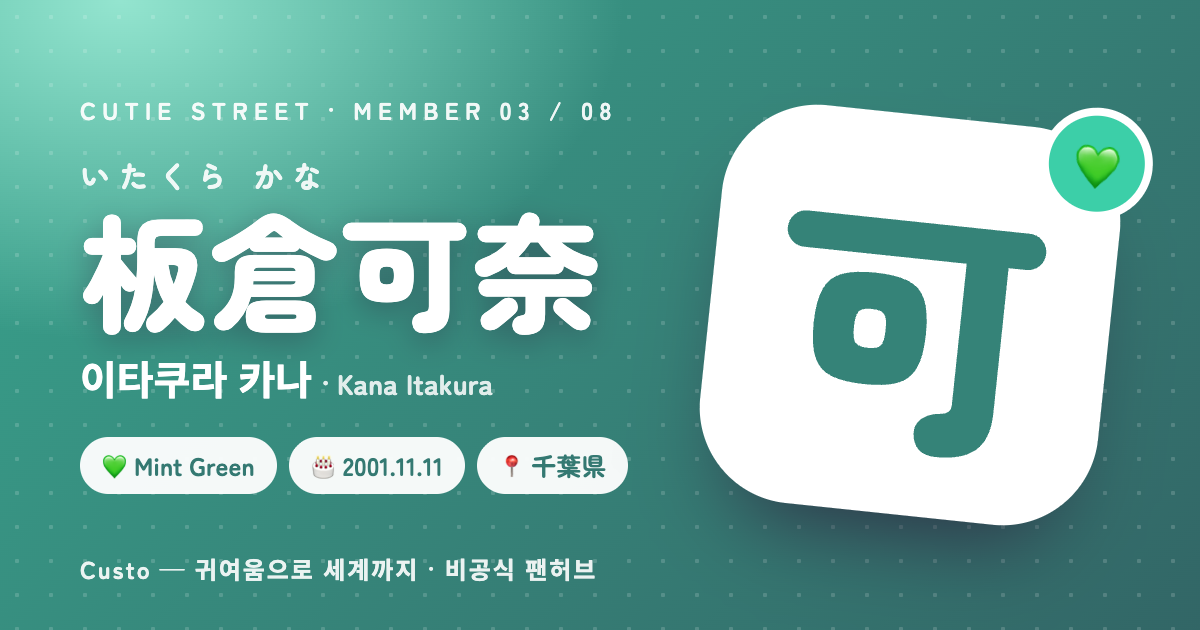 CUTIE STREET · MEMBER 03 / 08
いたくら かな
板倉可奈
이타쿠라 카나 · Kana Itakura
💚 Mint Green 🎂 2001.11.11 📍 千葉県
Custo — 귀여움으로 세계까지 · 비공식 팬허브
可
💚